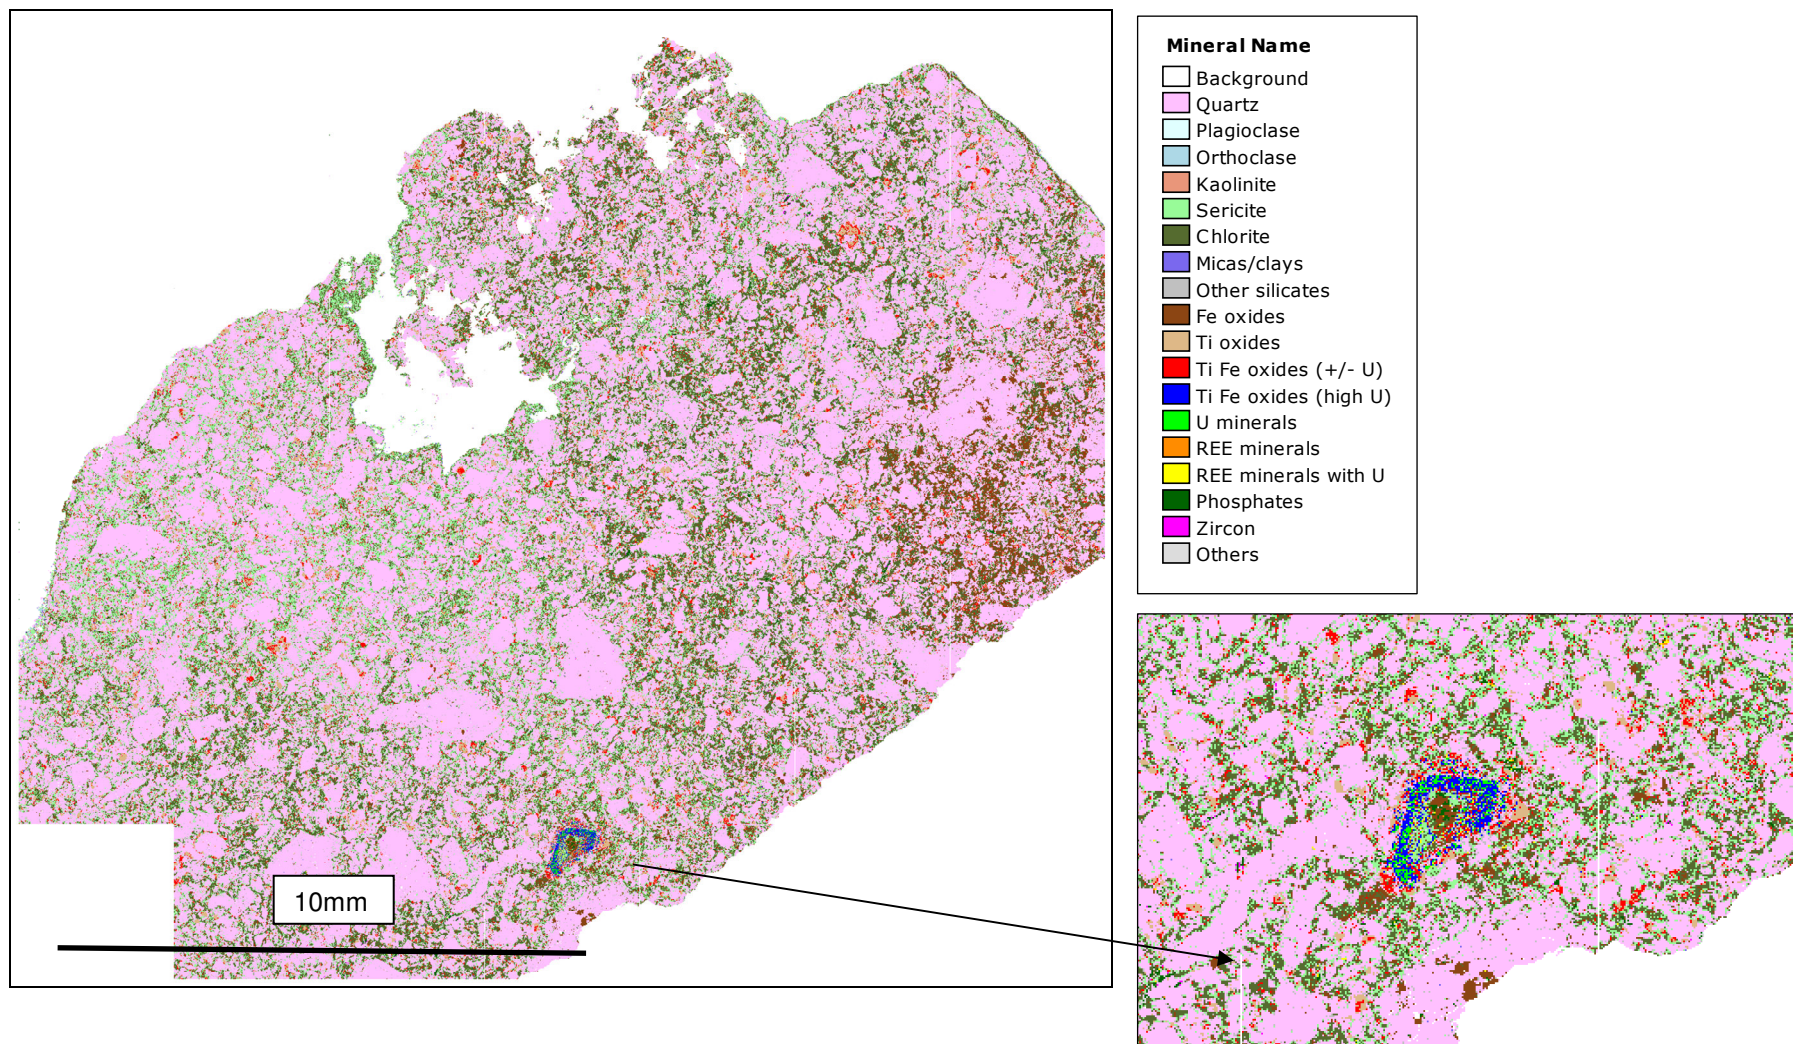 Mineral Name
Background
Quartz
Plagioclase
Orthoclase
Kaolinite
Sericite
Chlorite
Micas/clays
Other silicates
Fe oxides
Ti oxides
Ti Fe oxides (+/- U)
Ti Fe oxides (high U)
U minerals
REE minerals
REE minerals with U
Phosphates
Zircon
Others
10mm